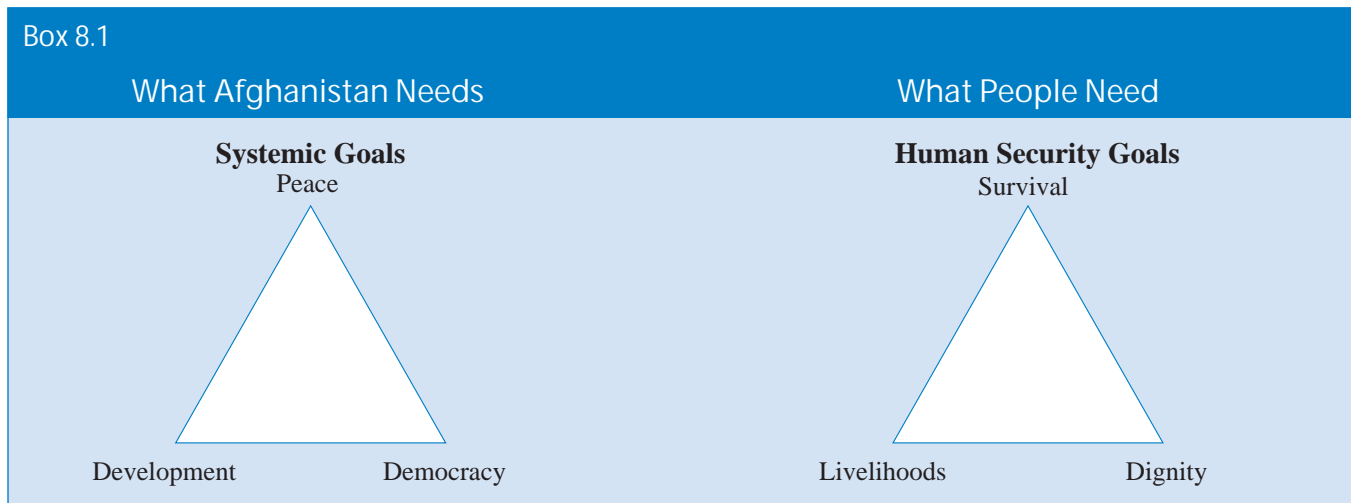 Box 8.1
What Afghanistan Needs
What People Need
Systemic Goals
Peace
Development
Democracy
Human Security Goals
Survival
Livelihoods
Dignity